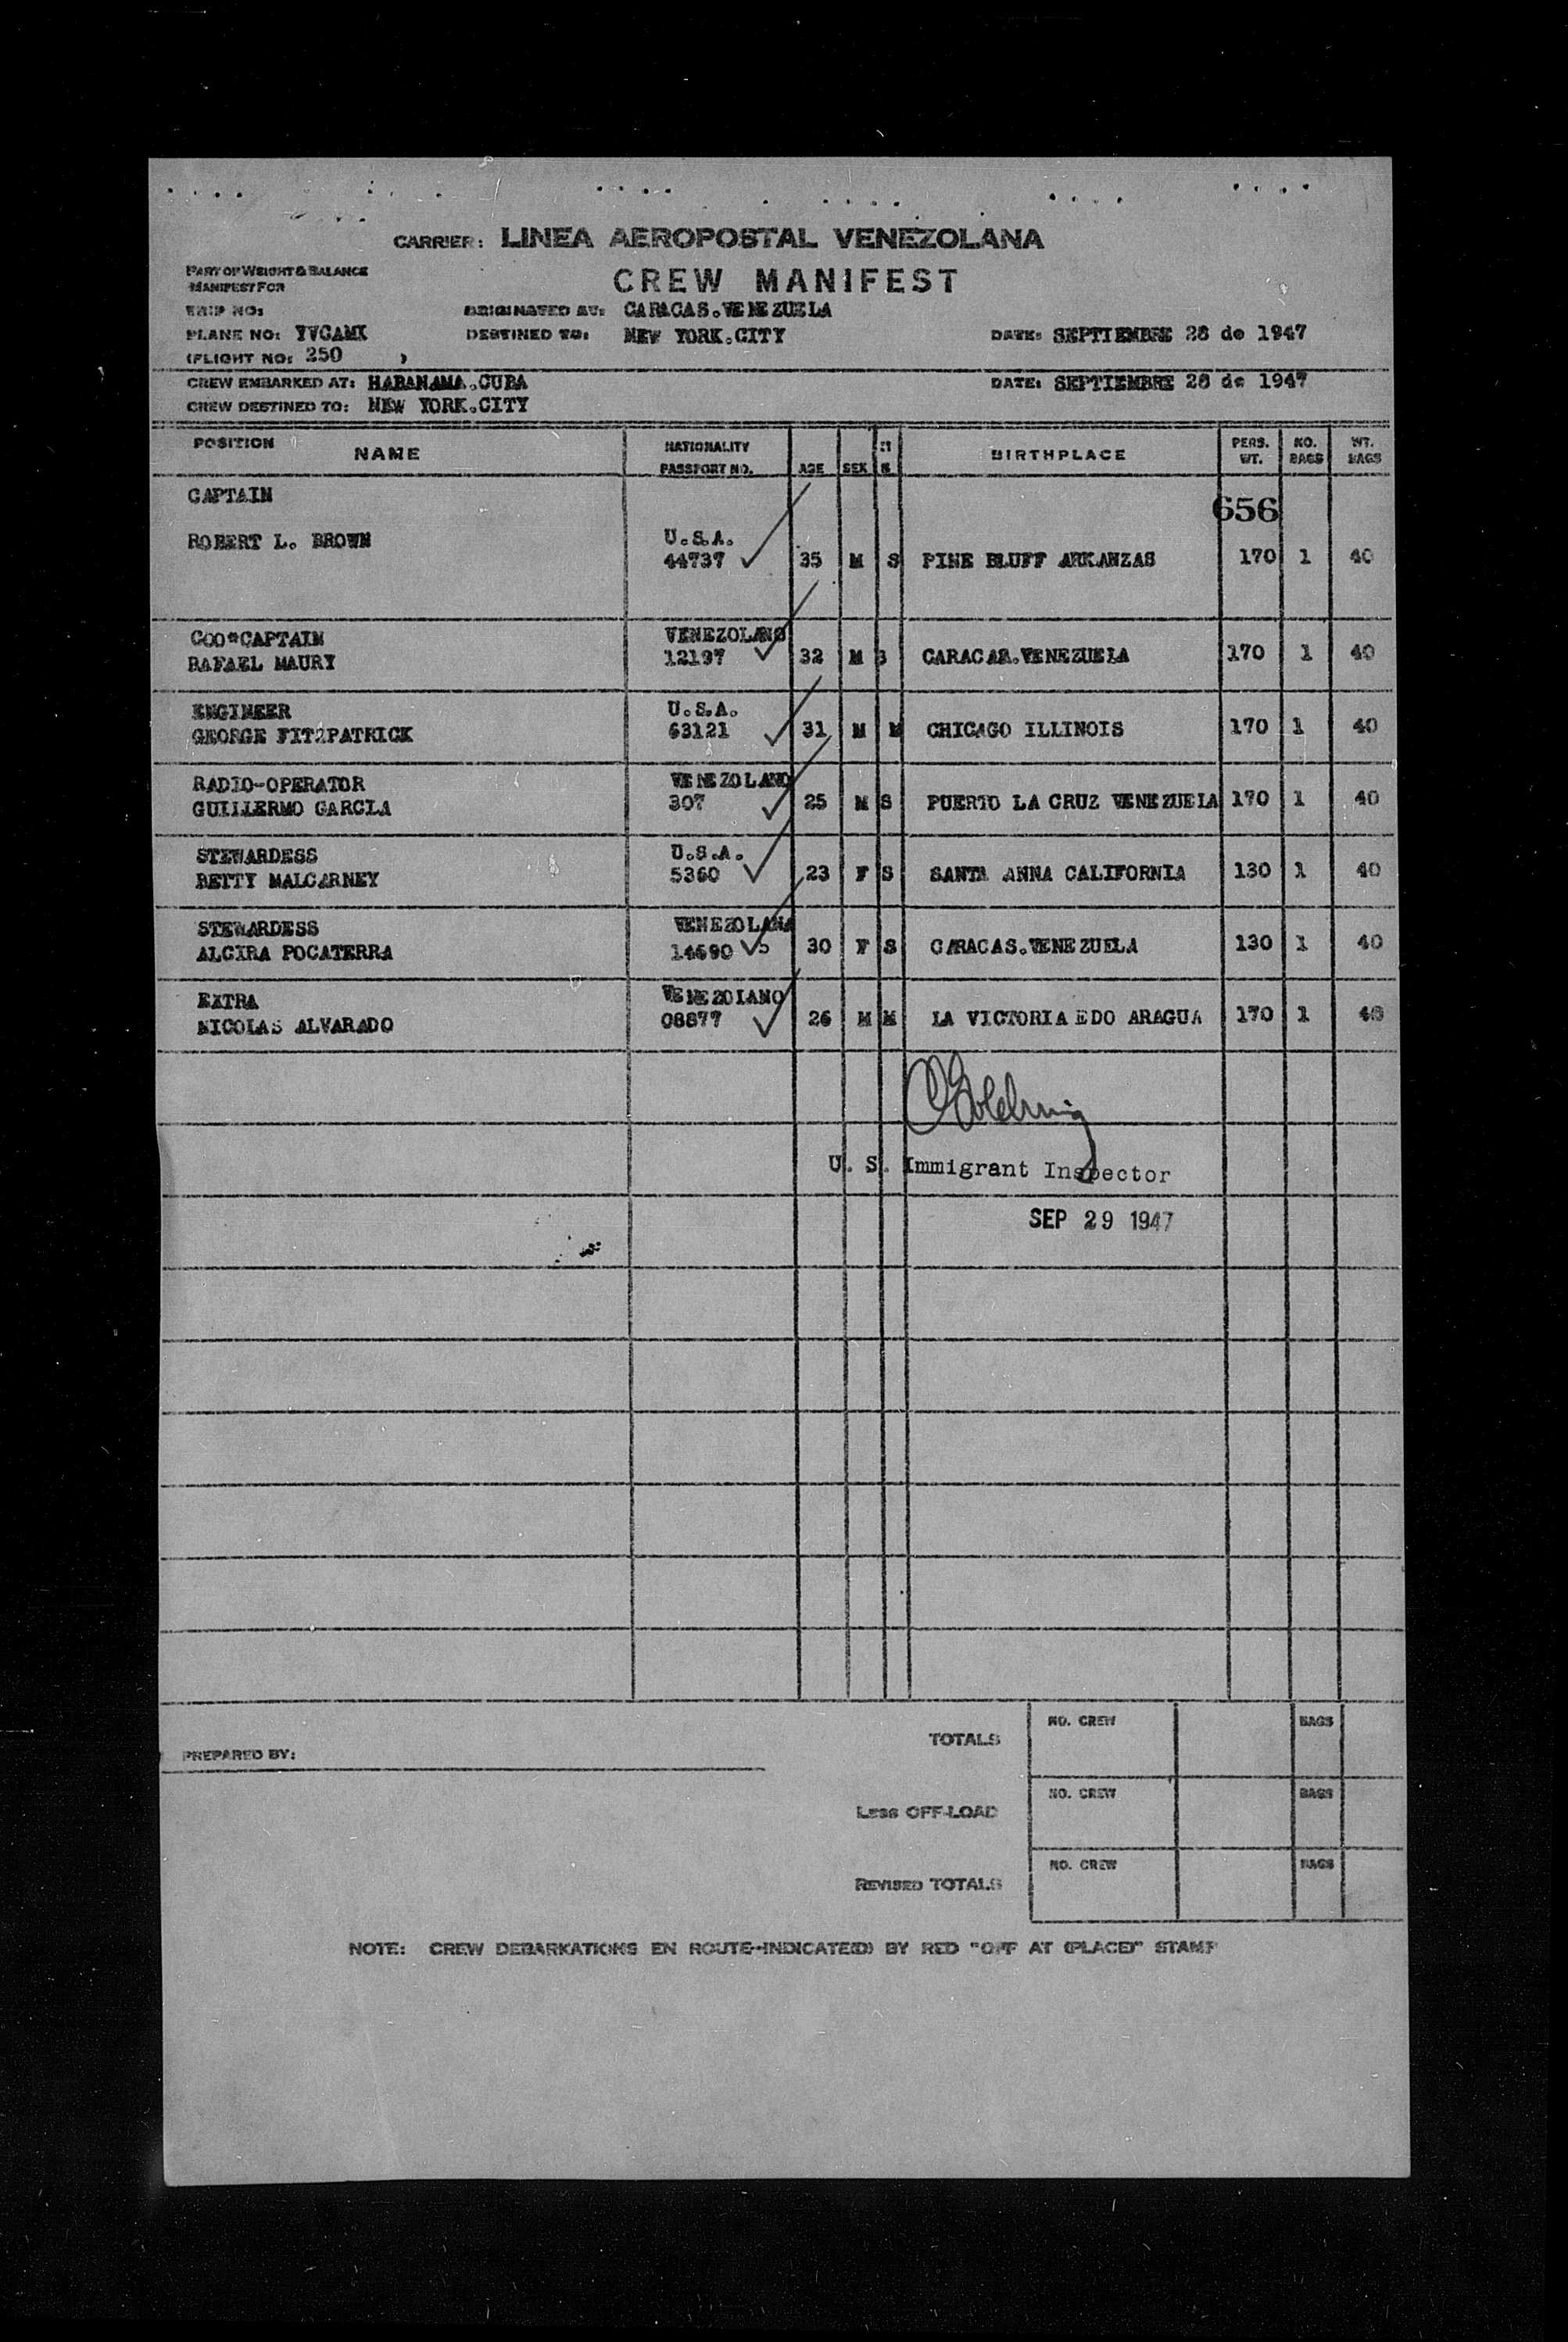 CARRIER: LINEA AEROPOSTAL VENEZOLANA
PART OF WEIGHT & BALANCE
MANIFEST FOR
CREW MANIFEST
TRIP NO:
ORIGINATED AT: CARACAS.VENEZUELA
PLANE NO: YVCAMX
DESTINED TO: NEW YORK.CITY
DATE: SEPTIEMBRE 28 de 1947
(FLIGHT NO: 250 )
CREW EMBARKED AT: HABANAMA.CUBA
DATE: SEPTIEMBRE 28 de 1947
CREW DESTINED TO: NEW YORK.CITY
POSITION NAME NATIONALITY PASSPORT NO. AGE SEX BIRTHPLACE PERS. WT. NO. BAGS WT. BAGS
CAPTAIN
656
ROBERT L. BROWN U.S.A.
44737 35 M S PINE BLUFF ARKANZAS 170 1 40
COO*CAPTAIN VENEZOLANO
RAFAEL MAURY 12197 32 M S CARACAS.VENEZUELA 170 1 40
ENGINEER U.S.A.
GEORGE FITZPATRICK 63121 31 M M CHICAGO ILLINOIS 170 1 40
RADIO-OPERATOR VENEZOLANO
GUILLERMO GARCIA 307 25 M S PUERTO LA CRUZ VENEZUELA 170 1 40
STEWARDESS U.S.A.
BETTY MALCARNEY 5360 23 F S SANTA ANNA CALIFORNIA 130 1 40
STEWARDESS VENEZOLANA
ALCIRA POCATERRA 14690 30 F S CARACAS.VENEZUELA 130 1 40
EXTRA VENEZOLANO
NICOLAS ALVARADO 08877 26 M M LA VICTORIA EDO ARAGUA 170 1 40
U. S. Immigrant Inspector
SEP 29 1947
TOTALS NO. CREW BAGS
PREPARED BY:
Less OFF-LOAD NO. CREW BAGS
REVISED TOTALS NO. CREW BAGS
NOTE: CREW DEBARKATIONS EN ROUTE--INDICATE(D) BY RED "OFF AT (PLACE)" STAMP